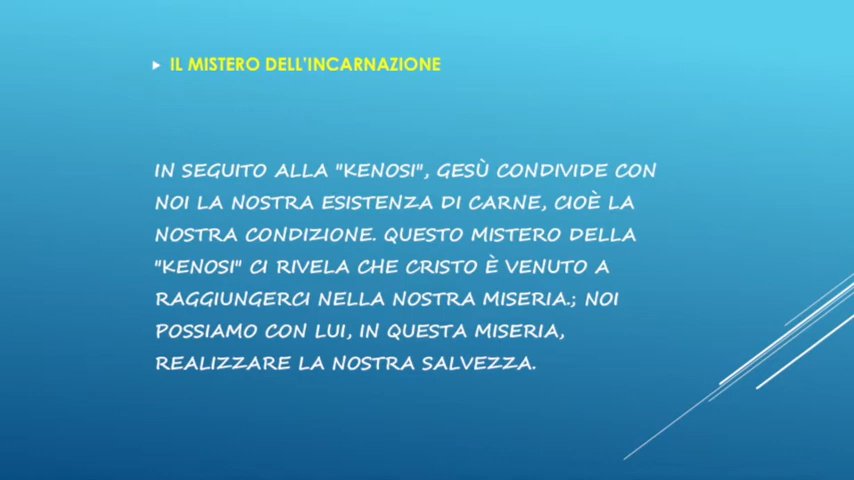 IL MISTERO DELL'INCARNAZIONE
IN SEGUITO ALLA "KENOSI", GESÙ CONDIVIDE CON
NOI LA NOSTRA ESISTENZA DI CARNE, CIOÈ LA
NOSTRA CONDIZIONE. QUESTO MISTERO DELLA
"KENOSI" CI RIVELA CHE CRISTO È VENUTO A
RAGGIUNGERCI NELLA NOSTRA MISERIA.; NOI
POSSIAMO CON LUI, IN QUESTA MISERIA,
REALIZZARE LA NOSTRA SALVEZZA.